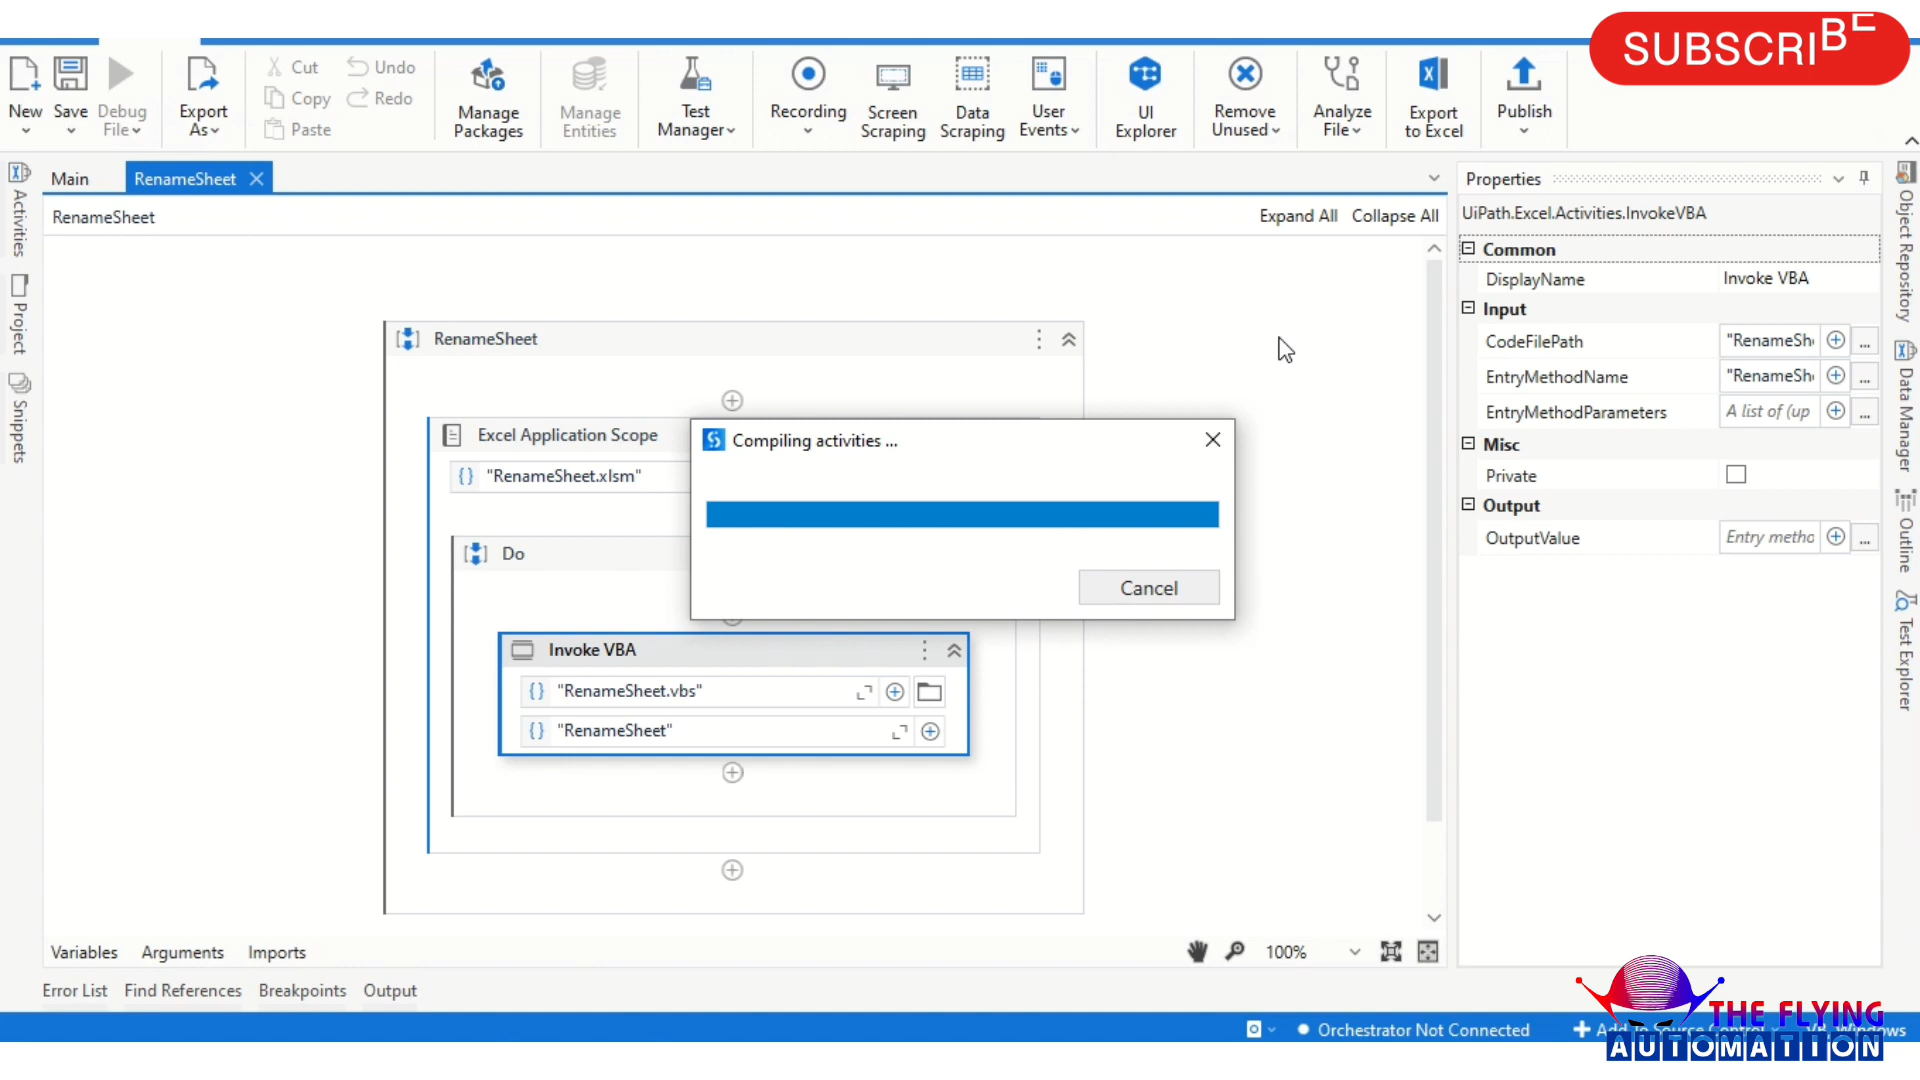 SUBSCRIBE
New
Save
Debug
File
Export
As
Cut
Copy
Paste
Undo
Redo
Manage
Packages
Manage
Entities
Test
Manager
Recording
Screen
Scraping
Data
Scraping
User
Events
UI
Explorer
Remove
Unused
Analyze
File
Export
to Excel
Publish
Activities
Project
Snippets
Main
RenameSheet
RenameSheet
Expand All Collapse All
RenameSheet
Excel Application Scope
"RenameSheet.xlsm"
Do
Compiling activities ...
Cancel
Invoke VBA
"RenameSheet.vbs"
"RenameSheet"
Properties
UiPath.Excel.Activities.InvokeVBA
Common
DisplayName Invoke VBA
Input
CodeFilePath "RenameSh ...
EntryMethodName "RenameSh ...
EntryMethodParameters A list of (up ...
Misc
Private
Output
OutputValue Entry metho ...
Object Repository
Data Manager
Outline
Test Explorer
Variables Arguments Imports
100%
Error List Find References Breakpoints Output
Orchestrator Not Connected
THE FLYING
AUTOMATION